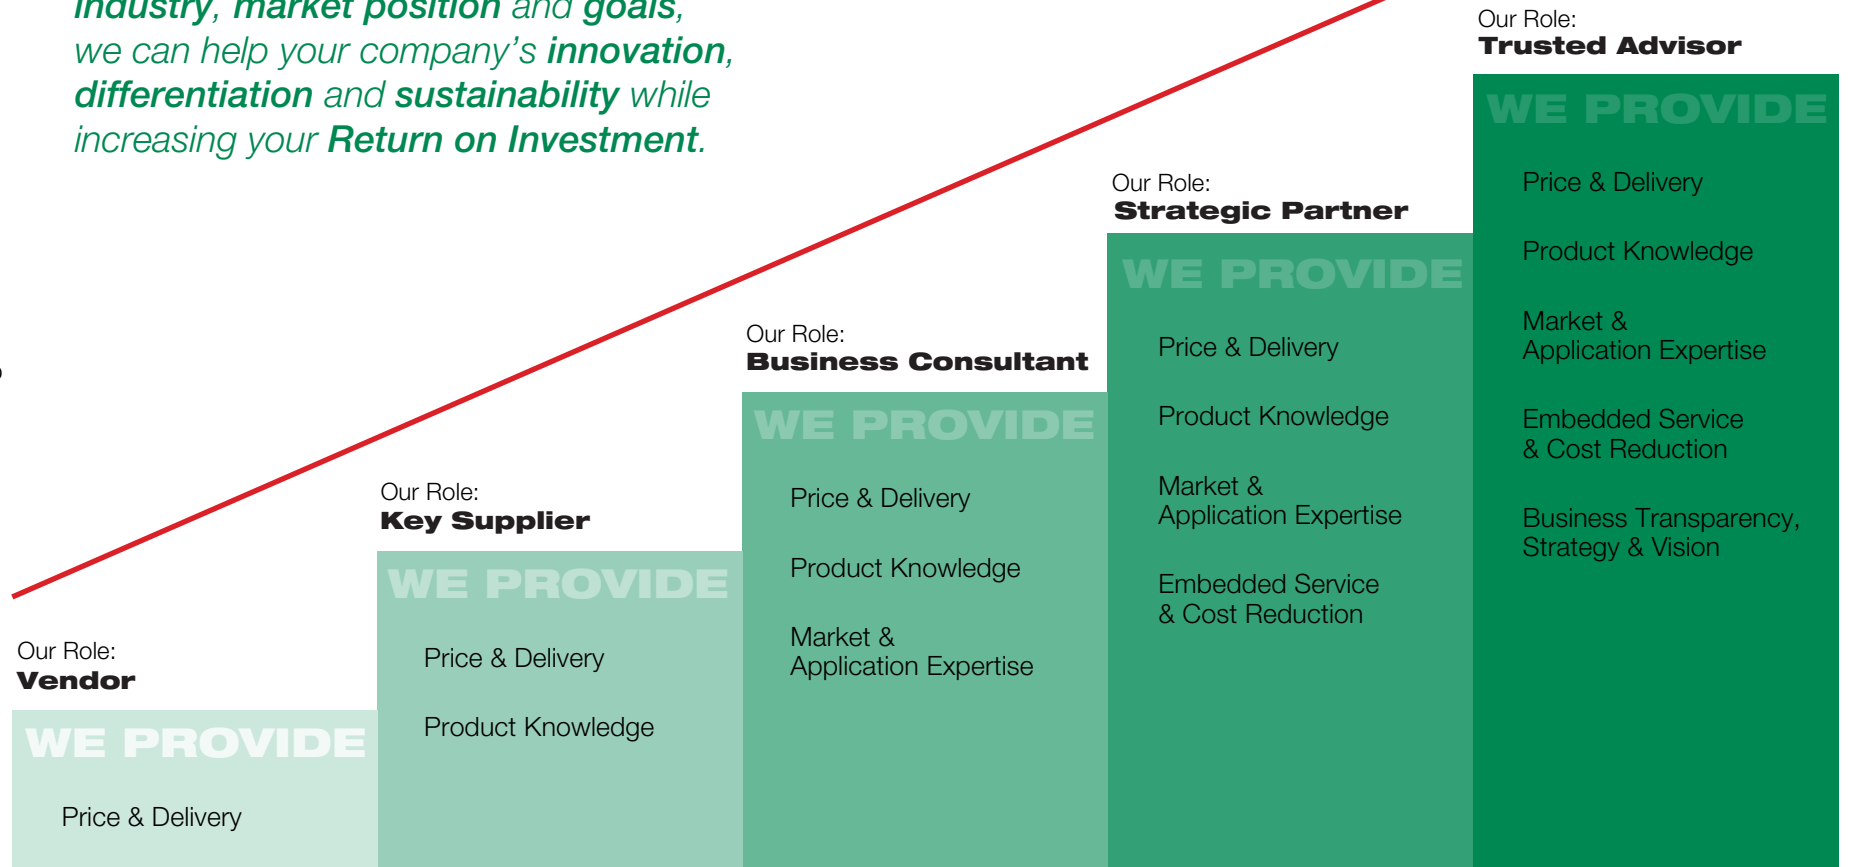 industry, market position and goals,
we can help your company's innovation,
differentiation and sustainability while
increasing your Return on Investment.
Our Role:
Vendor
WE PROVIDE
Price & Delivery
Our Role:
Key Supplier
WE PROVIDE
Price & Delivery
Product Knowledge
Our Role:
Business Consultant
WE PROVIDE
Price & Delivery
Product Knowledge
Market &
Application Expertise
Our Role:
Strategic Partner
WE PROVIDE
Price & Delivery
Product Knowledge
Market &
Application Expertise
Embedded Service
& Cost Reduction
Our Role:
Trusted Advisor
WE PROVIDE
Price & Delivery
Product Knowledge
Market &
Application Expertise
Embedded Service
& Cost Reduction
Business Transparency,
Strategy & Vision